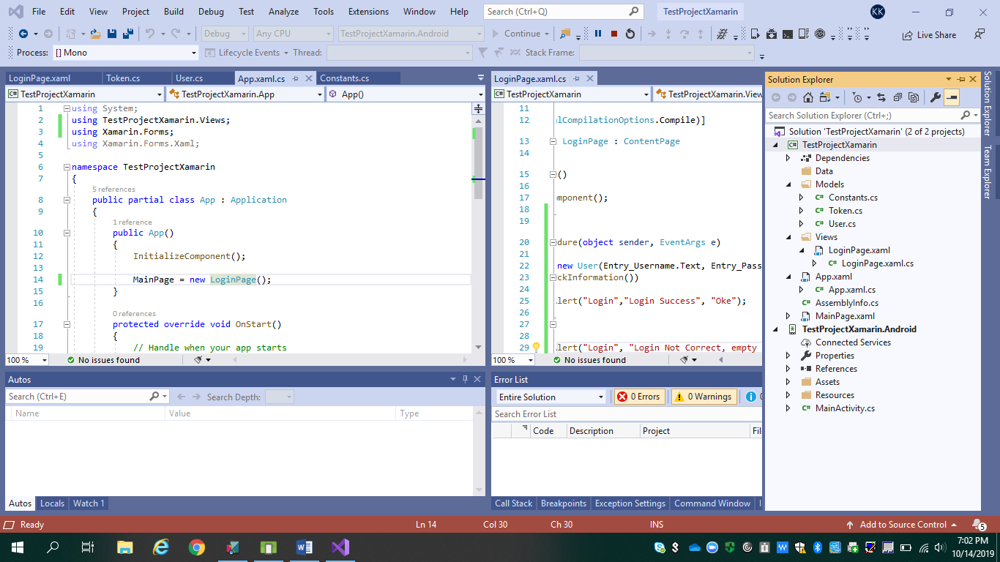 File Edit View Project Build Debug Test Analyze Tools Extensions Window Help Search (Ctrl+Q) TestProjectXamarin KK
Debug Any CPU TestProjectXamarin.Android Continue Live Share
Process: [] Mono Lifecycle Events Thread: Stack Frame:
LoginPage.xaml Token.cs User.cs App.xaml.cs Constants.cs
TestProjectXamarin TestProjectXamarin.App App()
1 using System;
2 using TestProjectXamarin.Views;
3 using Xamarin.Forms;
4 using Xamarin.Forms.Xaml;
5
6 namespace TestProjectXamarin
7 {
5 references
8 public partial class App : Application
9 {
1 reference
10 public App()
11 {
12 InitializeComponent();
13
14 MainPage = new LoginPage();
15 }
16
0 references
17 protected override void OnStart()
18 {
19 // Handle when your app starts
100 % No issues found
LoginPage.xaml.cs
TestProjectXamarin TestProjectXamarin.View
11
12 lCompilationOptions.Compile)]
13 LoginPage : ContentPage
14
15 ()
16
17 mponent();
18
19
20 dure(object sender, EventArgs e)
21
22 new User(Entry_Username.Text, Entry_Pass
23 ckInformation())
24
25 lert("Login","Login Success", "Oke");
26
27
28
29 lert("Login", "Login Not Correct, empty
100 % No issues found
Autos
Search (Ctrl+E) Search Depth:
Name Value Type
Autos Locals Watch 1
Error List
Entire Solution 0 Errors 0 Warnings 0
Search Error List
Code Description Project Fil
Call Stack Breakpoints Exception Settings Command Window
Solution Explorer
Search Solution Explorer (Ctrl+;)
Solution 'TestProjectXamarin' (2 of 2 projects)
TestProjectXamarin
Dependencies
Data
Models
Constants.cs
Token.cs
User.cs
Views
LoginPage.xaml
LoginPage.xaml.cs
App.xaml
App.xaml.cs
AssemblyInfo.cs
MainPage.xaml
TestProjectXamarin.Android
Connected Services
Properties
References
Assets
Resources
MainActivity.cs
Solution Explorer
Team Explorer
Ready Ln 14 Col 30 Ch 30 INS Add to Source Control 5
7:02 PM
10/14/2019